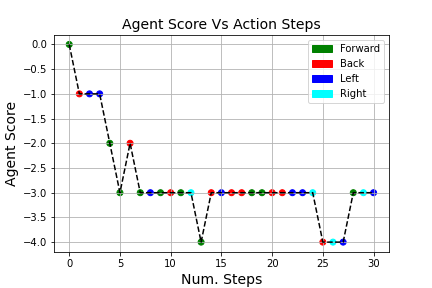 Agent Score Vs Action Steps
0.0
−0.5
−1.0
−1.5
−2.0
−2.5
−3.0
−3.5
−4.0
Agent Score
Forward
Back
Left
Right
0 5 10 15 20 25 30
Num. Steps